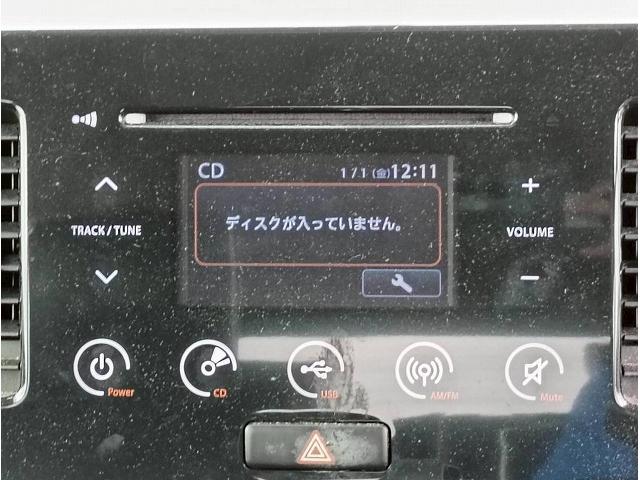 CD 1/1(金)12:11
TRACK/TUNE
ディスクが入っていません。
VOLUME
Power
CD
USB
AM/FM
Mute